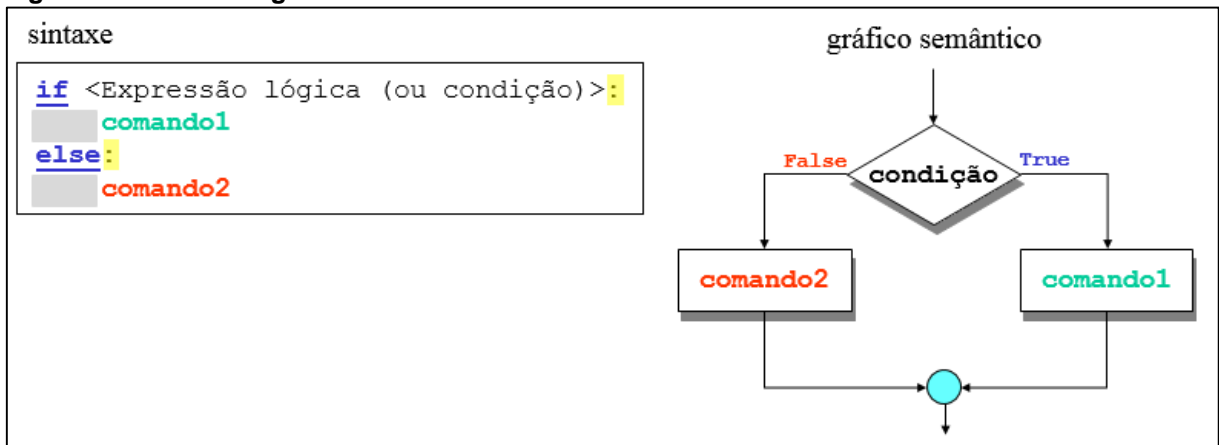 sintaxe
if <Expressão lógica (ou condição)>:
comando1
else:
comando2
gráfico semântico
False
condição
True
comando2
comando1